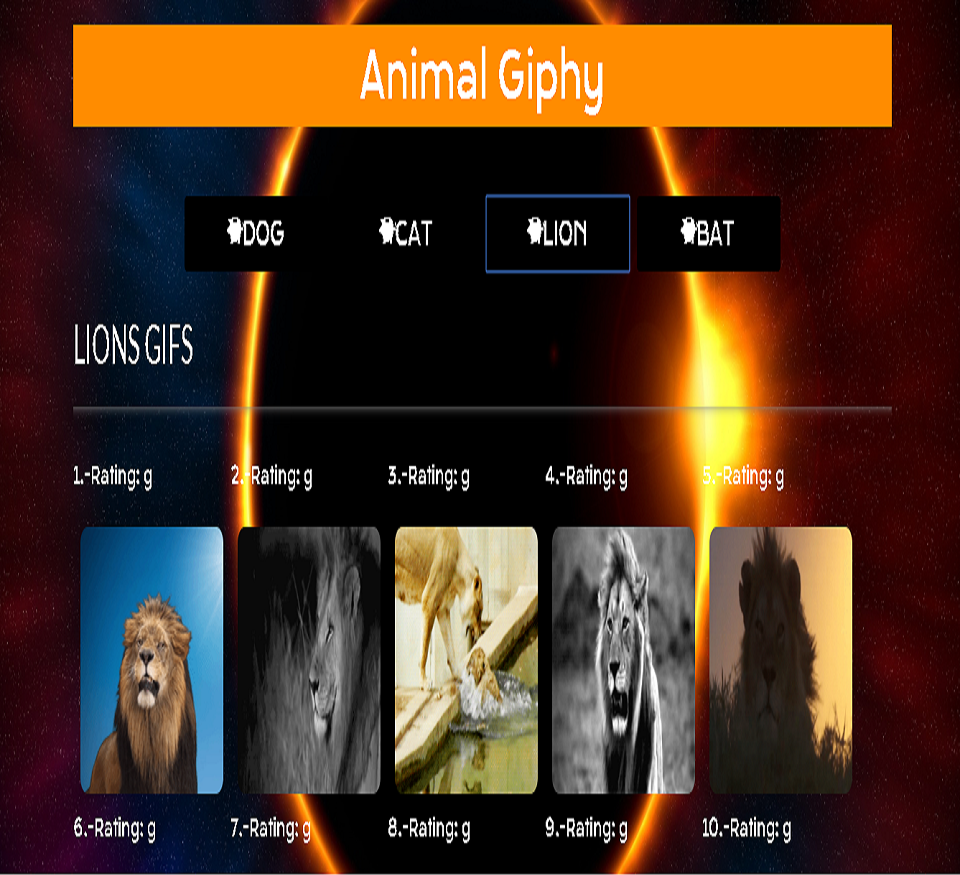 Animal Giphy
DOG CAT LION BAT
LIONS GIFS
1.-Rating: g 2.-Rating: g 3.-Rating: g 4.-Rating: g 5.-Rating: g
6.-Rating: g 7.-Rating: g 8.-Rating: g 9.-Rating: g 10.-Rating: g